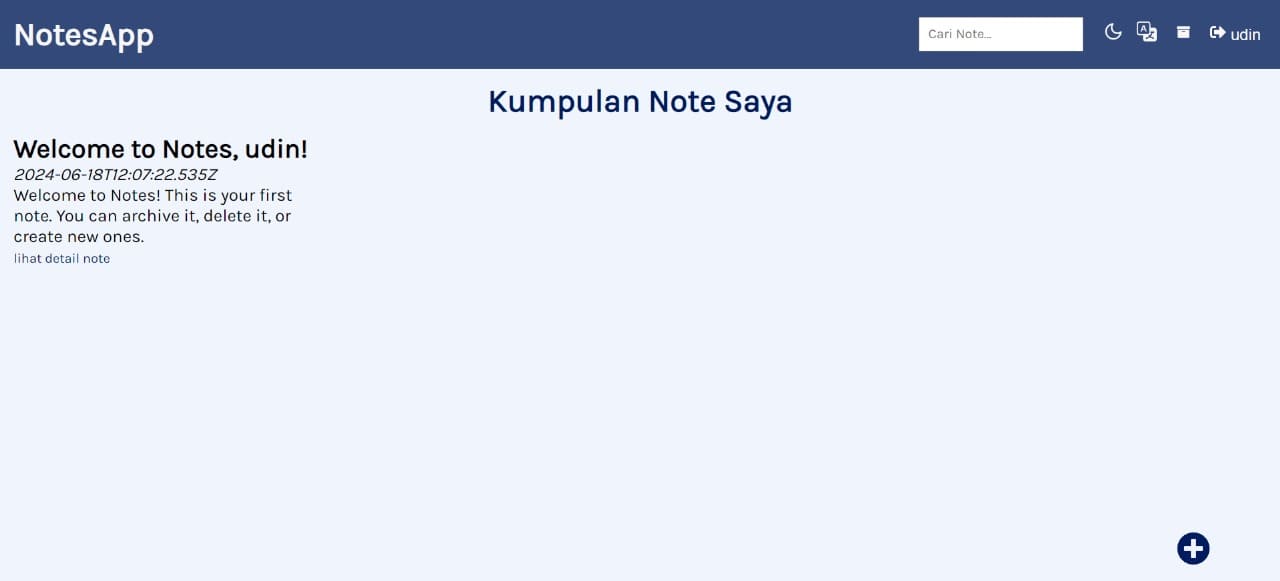 NotesApp
Cari Note...
udin
Kumpulan Note Saya
Welcome to Notes, udin!
2024-06-18T12:07:22.535Z
Welcome to Notes! This is your first
note. You can archive it, delete it, or
create new ones.
lihat detail note